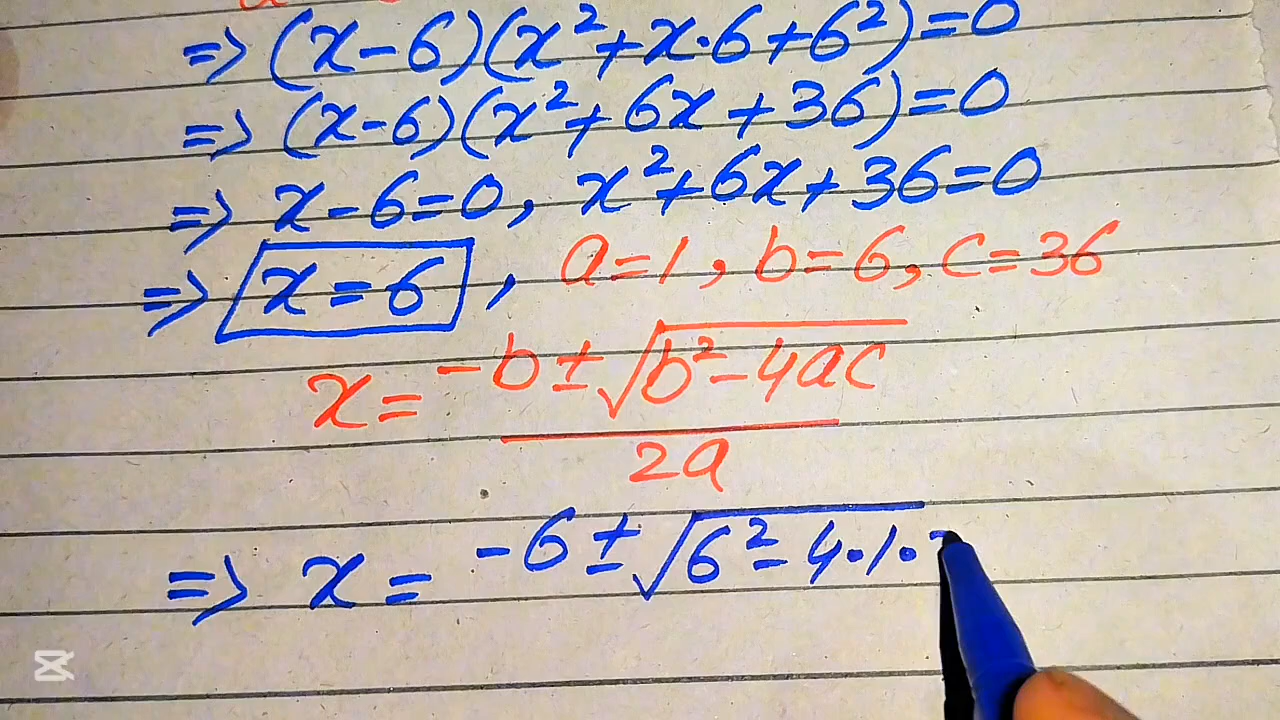 => (x-6)(x²+x·6+6²)=0
=> (x-6)(x²+6x+36)=0
=> x-6=0, x²+6x+36=0
=> x=6, a=1, b=6, c=36
x = -b±√b²-4ac
2a
=> x = -6±√6²-4·1·